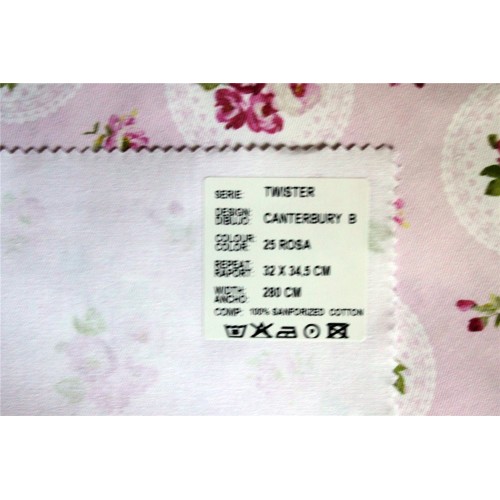 SERIE: TWISTER
DESIGN:
DIBUJO: CANTERBURY B
COLOUR:
COLOR: 25 ROSA
REPEAT:
RAPORT: 32 X 34,5 CM
WIDTH:
ANCHO: 280 CM
COMP: 100% SANFORIZED COTTON